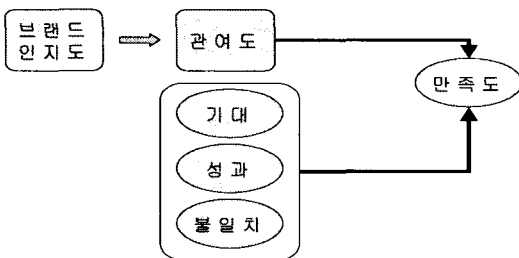 브 랜 드
인 지 도
관 여 도
만 족 도
기 대
성 과
불 일 치